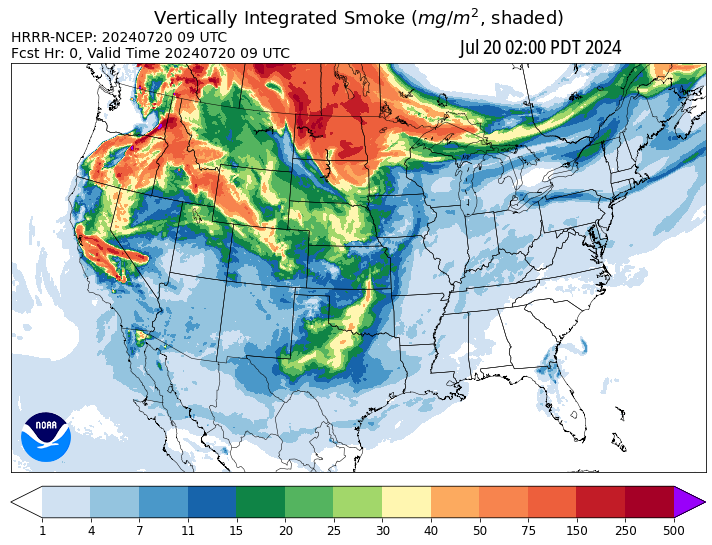 Vertically Integrated Smoke (mg/m², shaded)
HRRR-NCEP: 20240720 09 UTC
Fcst Hr: 0, Valid Time 20240720 09 UTC
Jul 20 02:00 PDT 2024
NOAA
1 4 7 11 15 20 25 30 40 50 75 150 250 500